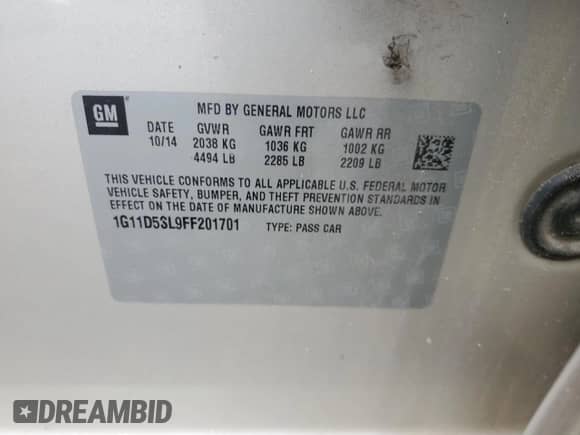 GM
MFD BY GENERAL MOTORS LLC
DATE GVWR GAWR FRT GAWR RR
10/14 2038 KG 1036 KG 1002 KG
4494 LB 2285 LB 2209 LB
THIS VEHICLE CONFORMS TO ALL APPLICABLE U.S. FEDERAL MOTOR
VEHICLE SAFETY, BUMPER, AND THEFT PREVENTION STANDARDS IN
EFFECT ON THE DATE OF MANUFACTURE SHOWN ABOVE.
1G11D5SL9FF201701 TYPE: PASS CAR
DREAMBID